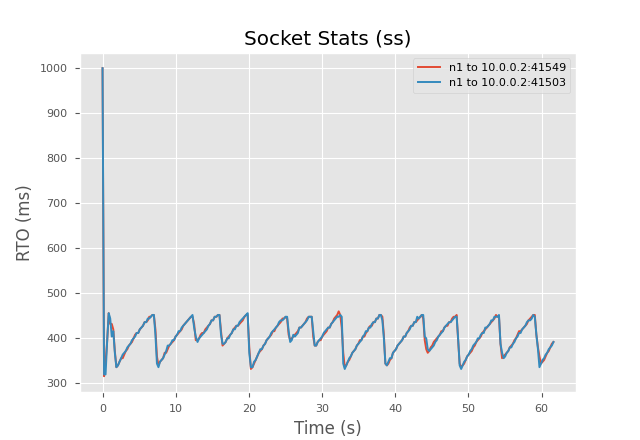 Socket Stats (ss)
n1 to 10.0.0.2:41549
n1 to 10.0.0.2:41503
RTO (ms)
1000
900
800
700
600
500
400
300
0 10 20 30 40 50 60
Time (s)